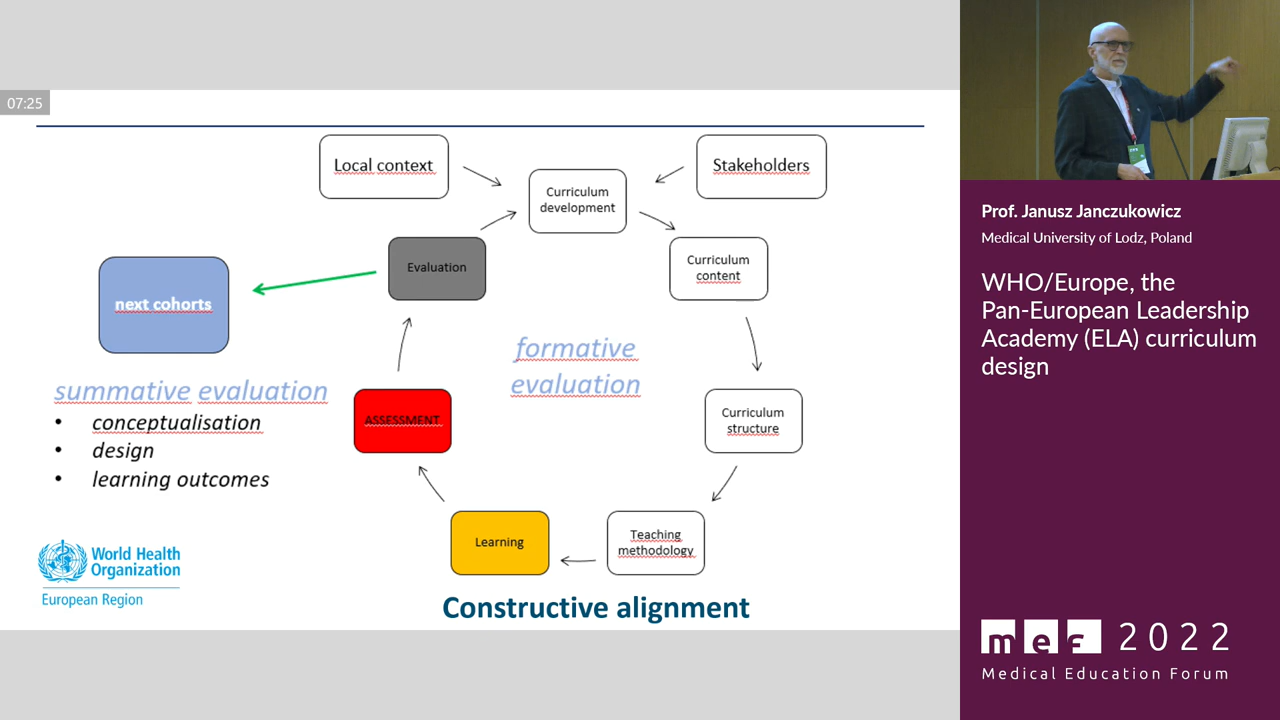 07:25
Local context
Stakeholders
Curriculum
development
Evaluation
Curriculum
content
next cohorts
formative
evaluation
summative evaluation
• conceptualisation
• design
• learning outcomes
ASSESSMENT
Curriculum
structure
Learning
Teaching
methodology
World Health
Organization
European Region
Constructive alignment
Prof. Janusz Janczukowicz
Medical University of Lodz, Poland
WHO/Europe, the
Pan-European Leadership
Academy (ELA) curriculum
design
mef 2022
Medical Education Forum